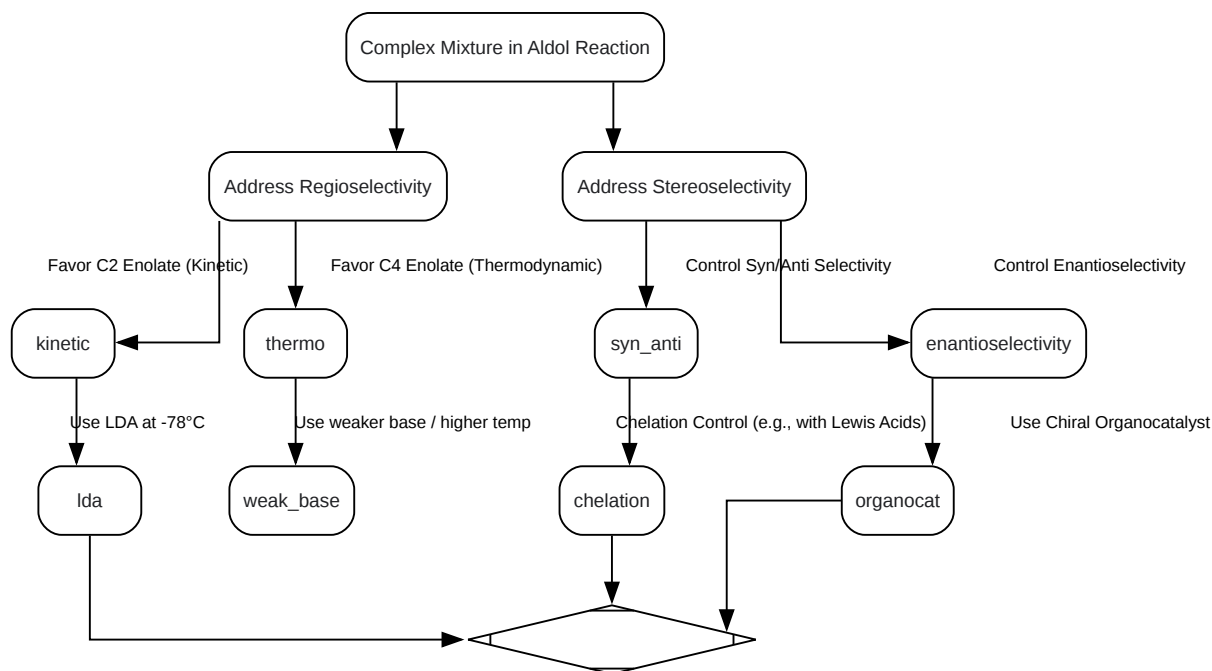 Complex Mixture in Aldol Reaction
Address Regioselectivity
Address Stereoselectivity
Favor C2 Enolate (Kinetic)
Favor C4 Enolate (Thermodynamic)
Control Syn/Anti Selectivity
Control Enantioselectivity
kinetic
thermo
syn_anti
enantioselectivity
Use LDA at -78°C
Use weaker base / higher temp
Chelation Control (e.g., with Lewis Acids)
Use Chiral Organocatalyst
lda
weak_base
chelation
organocat